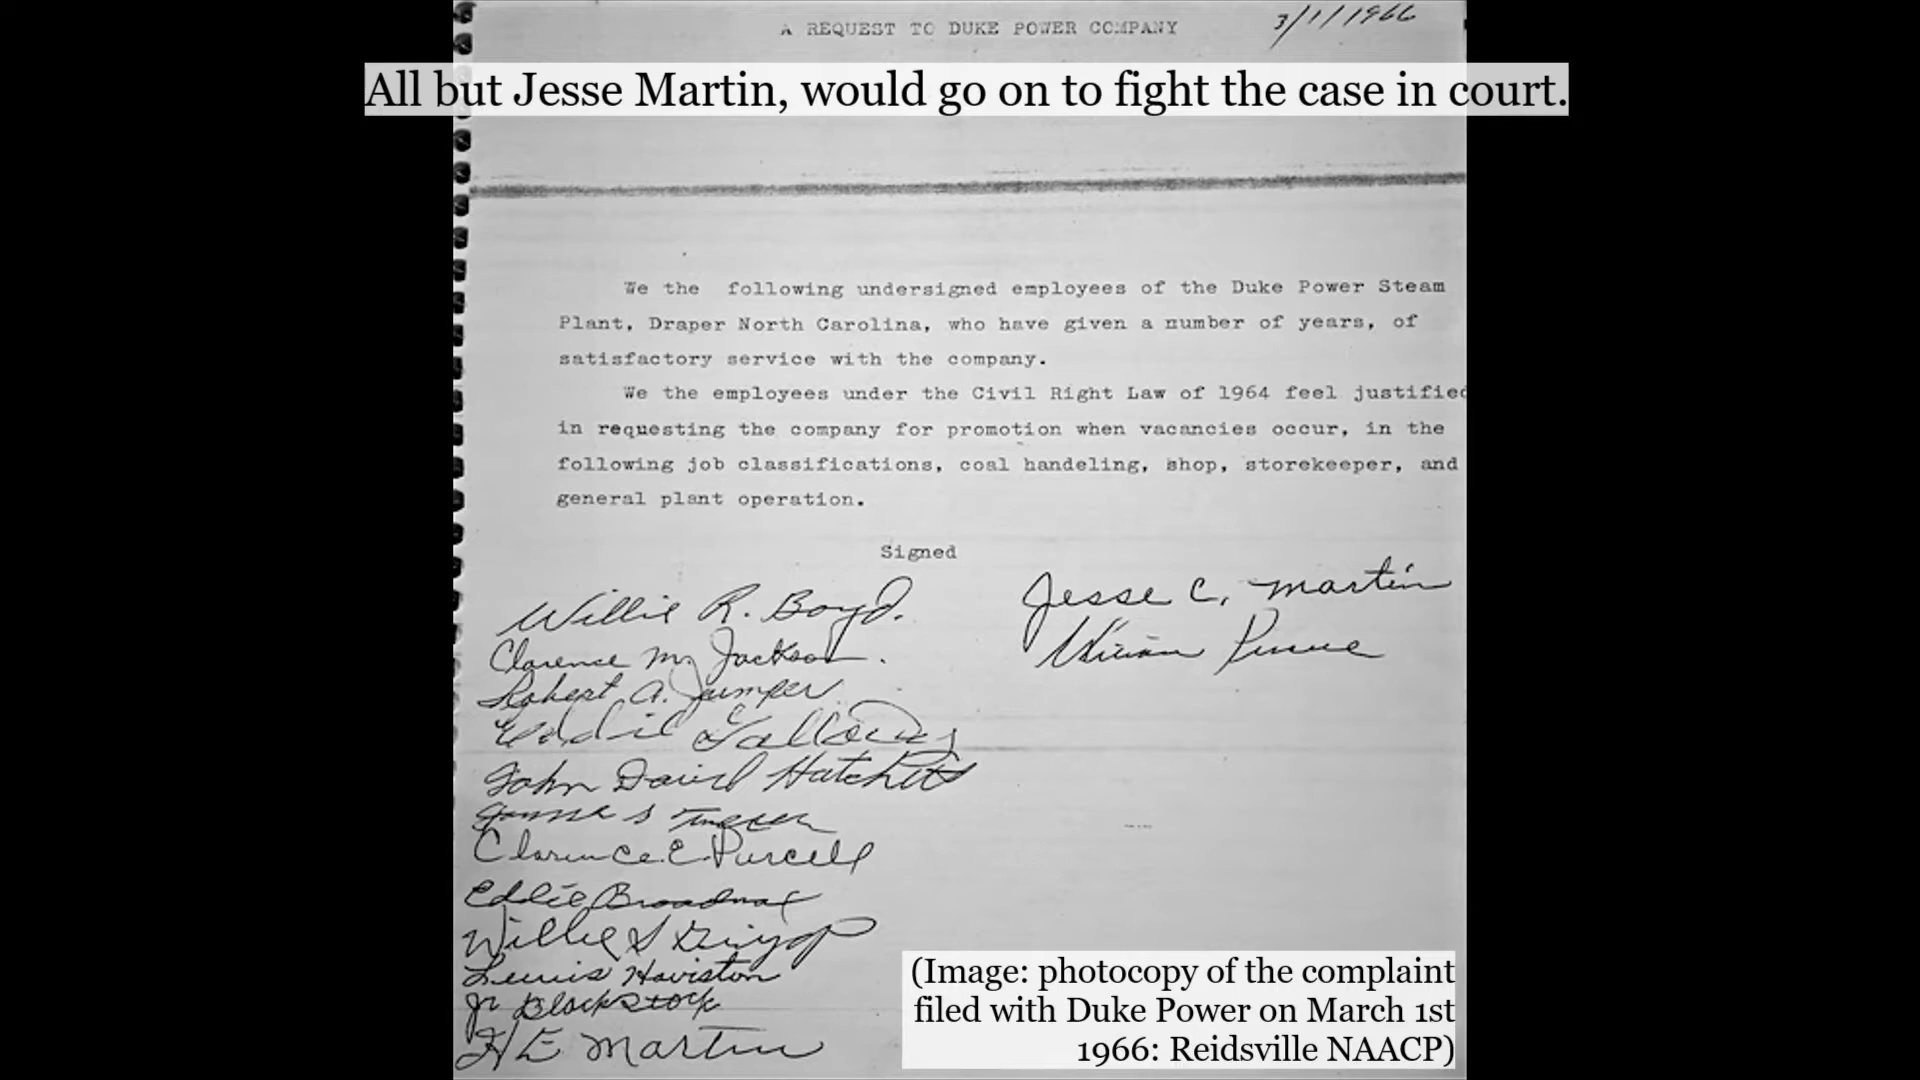 A REQUEST TO DUKE POWER COMPANY
3/1/1966
All but Jesse Martin, would go on to fight the case in court.
We the following undersigned employees of the Duke Power Steam
Plant, Draper North Carolina, who have given a number of years, of
satisfactory service with the company.
We the employees under the Civil Right Law of 1964 feel justified
in requesting the company for promotion when vacancies occur, in the
following job classifications, coal handeling, shop, storekeeper, and
general plant operation.
Signed
Willie R. Boyd.
Jesse C. Martin
Clarence M. Jackson.
Robert A. Jumper
Eddie Galloway
John David Hatchett
Clarence E. Purcell
Eddie Broadnax
Willie S
Lewis Hairston
Jr Blackstock
H E Martin
(Image: photocopy of the complaint
filed with Duke Power on March 1st
1966: Reidsville NAACP)